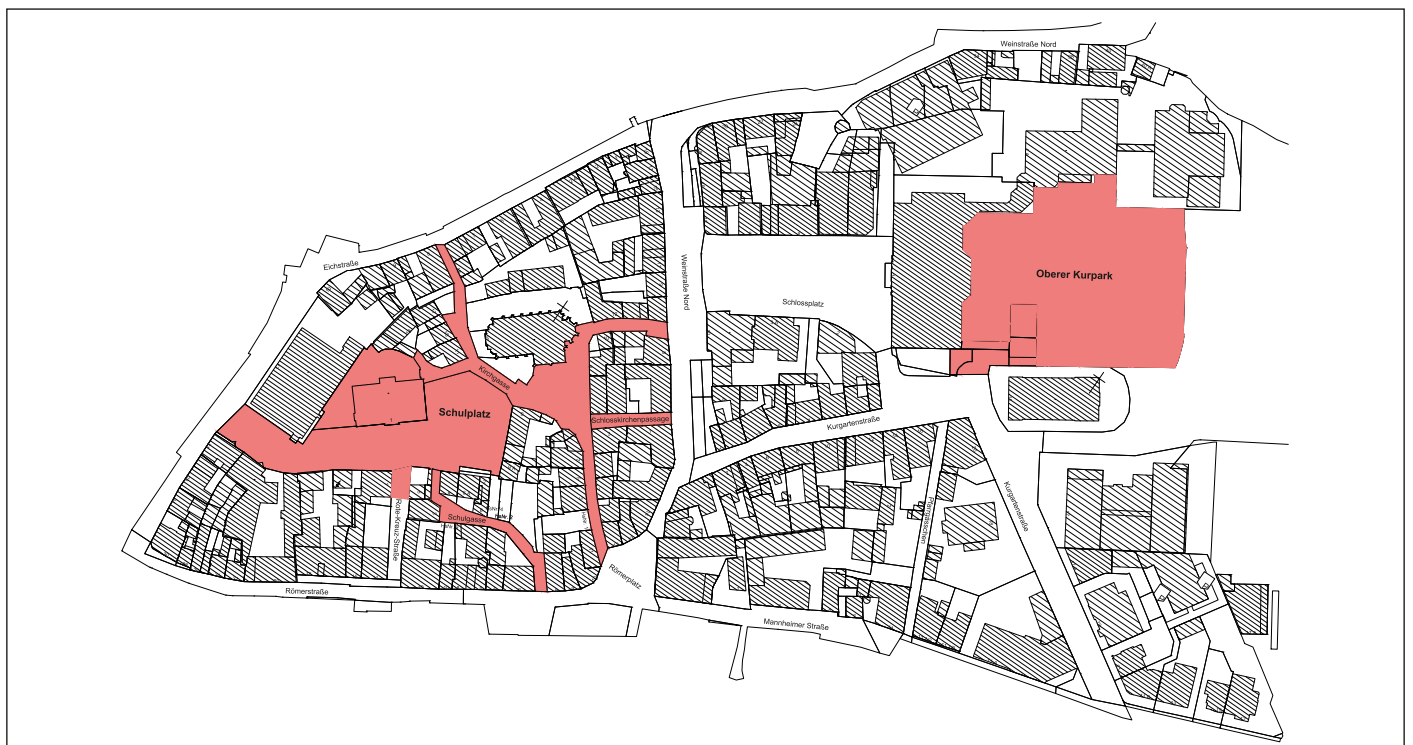 Weinstraße Nord
Eichstraße
Weinstraße Nord
Oberer Kurpark
Schlossplatz
Kirchgasse
Schulplatz
Schlosskirchenpassage
Kurgartenstraße
Kurgartenstraße
Schulgasse
Rote-Kreuz-Straße
Römerplatz
Römerstraße
Mannheimer Straße